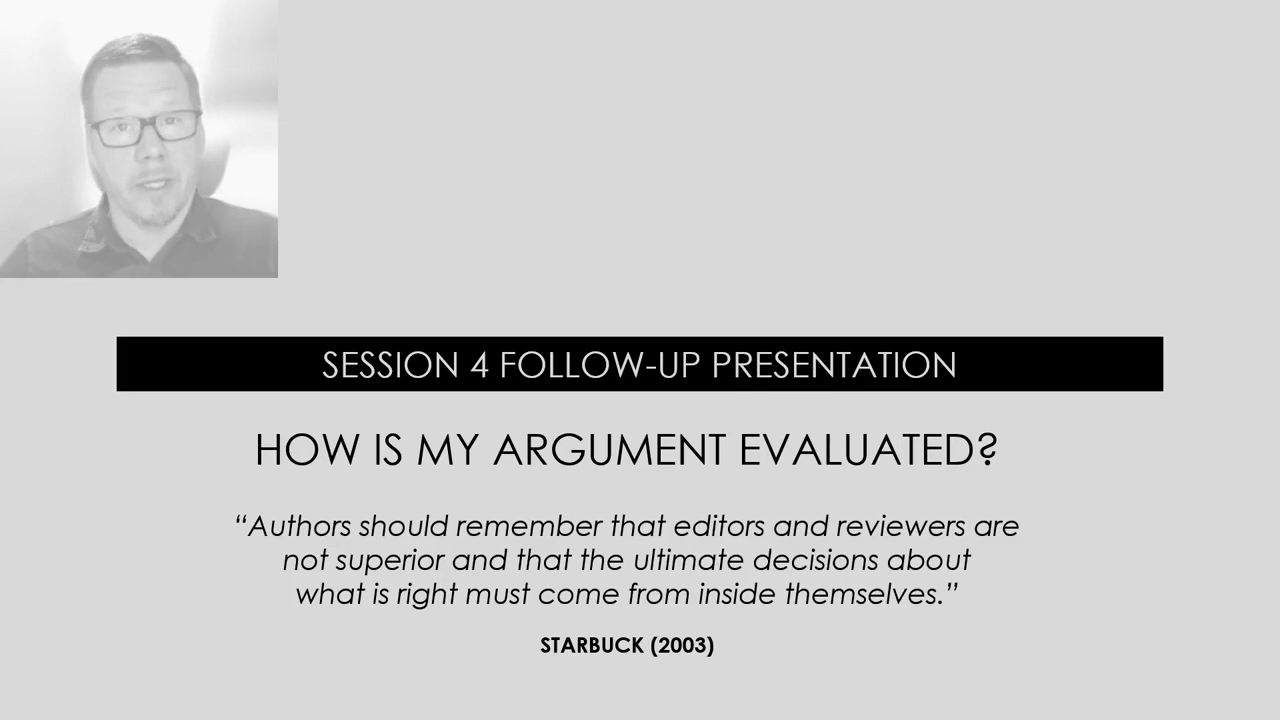 SESSION 4 FOLLOW-UP PRESENTATION
HOW IS MY ARGUMENT EVALUATED?
“Authors should remember that editors and reviewers are
not superior and that the ultimate decisions about
what is right must come from inside themselves.”
STARBUCK (2003)